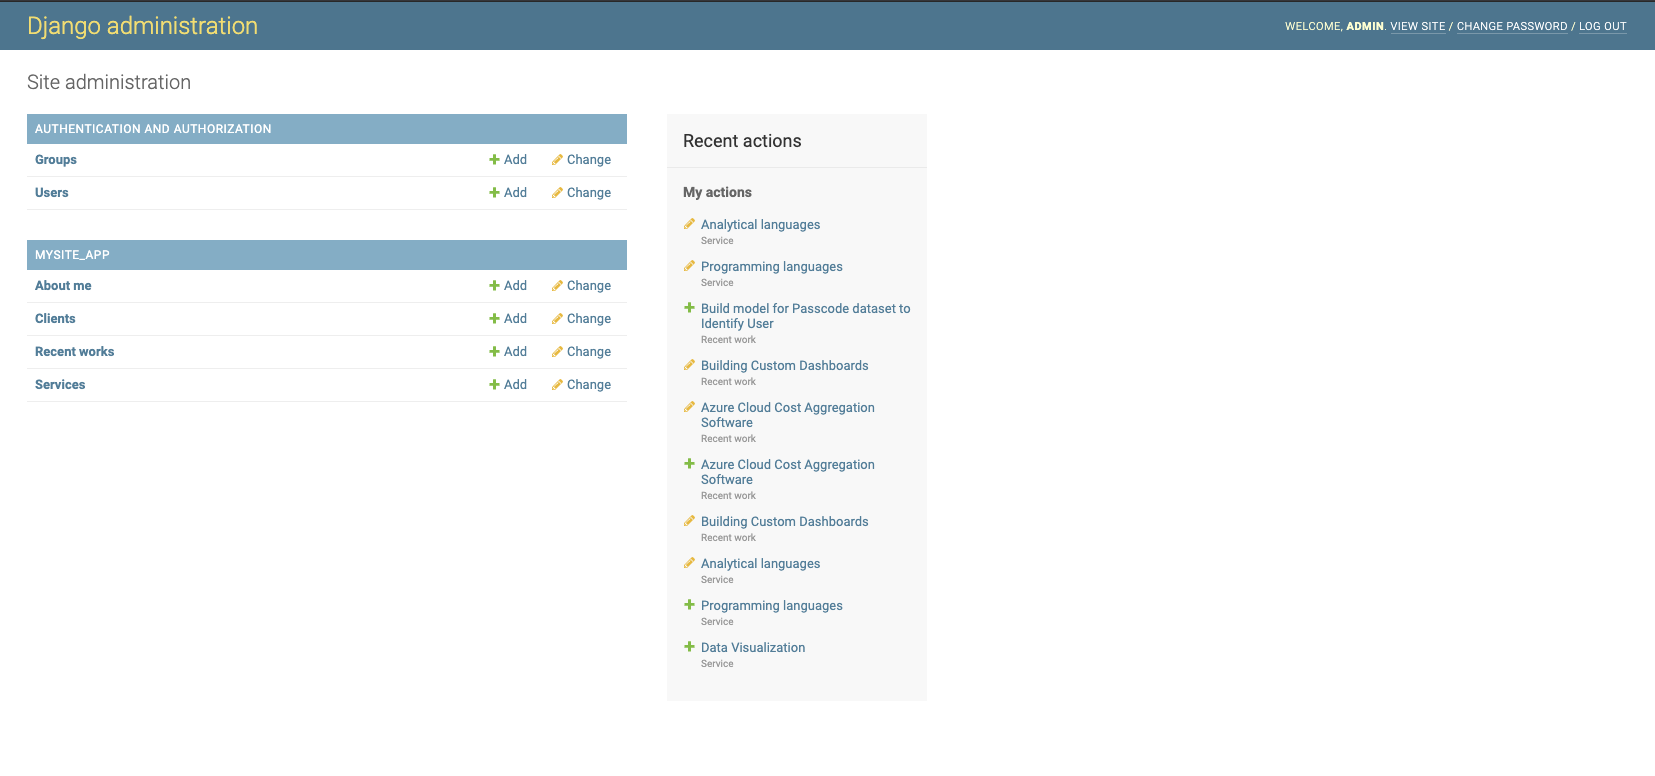 Django administration
WELCOME, ADMIN. VIEW SITE / CHANGE PASSWORD / LOG OUT
Site administration
AUTHENTICATION AND AUTHORIZATION
Groups Add Change
Users Add Change
MYSITE_APP
About me Add Change
Clients Add Change
Recent works Add Change
Services Add Change
Recent actions
My actions
Analytical languages
Service
Programming languages
Service
Build model for Passcode dataset to
Identify User
Recent work
Building Custom Dashboards
Recent work
Azure Cloud Cost Aggregation
Software
Recent work
Azure Cloud Cost Aggregation
Software
Recent work
Building Custom Dashboards
Recent work
Analytical languages
Service
Programming languages
Service
Data Visualization
Service